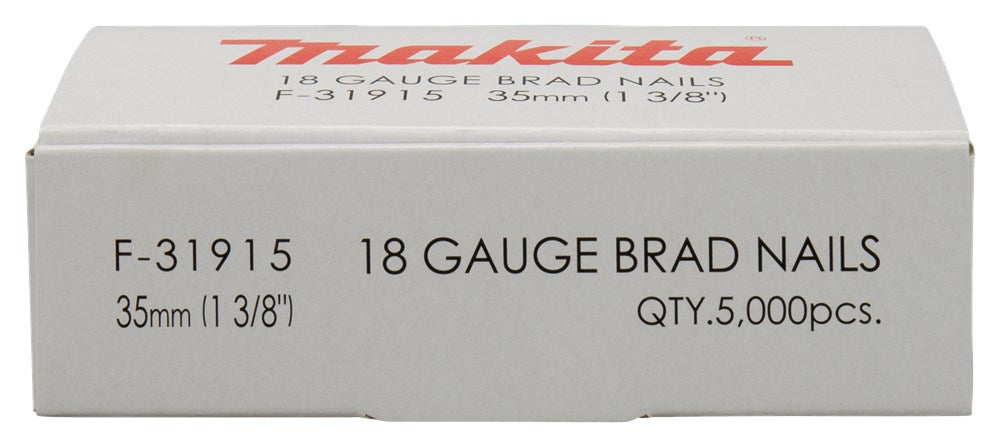 makita®
18 GAUGE BRAD NAILS
F-31915 35mm (1 3/8")
F-31915 18 GAUGE BRAD NAILS
35mm (1 3/8") QTY.5,000pcs.